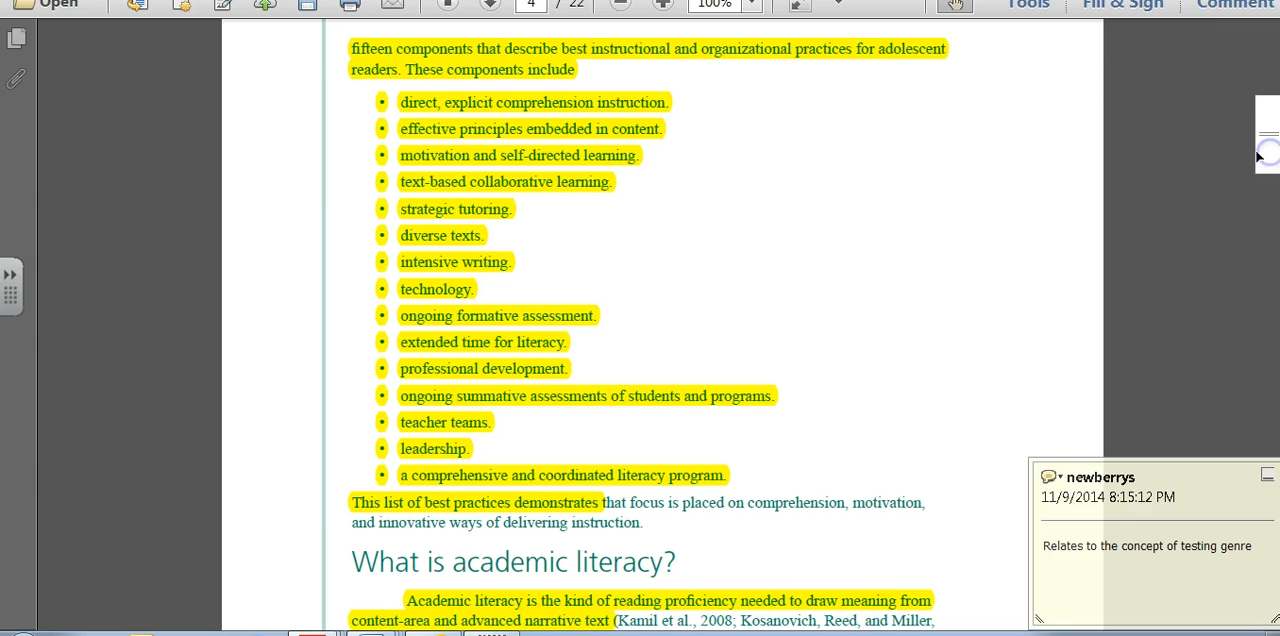 Open
4 / 22
100%
Tools
Fill & Sign
Comment
fifteen components that describe best instructional and organizational practices for adolescent
readers. These components include
• direct, explicit comprehension instruction.
• effective principles embedded in content.
• motivation and self-directed learning.
• text-based collaborative learning.
• strategic tutoring.
• diverse texts.
• intensive writing.
• technology.
• ongoing formative assessment.
• extended time for literacy.
• professional development.
• ongoing summative assessments of students and programs.
• teacher teams.
• leadership.
• a comprehensive and coordinated literacy program.
This list of best practices demonstrates that focus is placed on comprehension, motivation,
and innovative ways of delivering instruction.
What is academic literacy?
Academic literacy is the kind of reading proficiency needed to draw meaning from
content-area and advanced narrative text (Kamil et al., 2008; Kosanovich, Reed, and Miller,
newberrys
11/9/2014 8:15:12 PM
Relates to the concept of testing genre